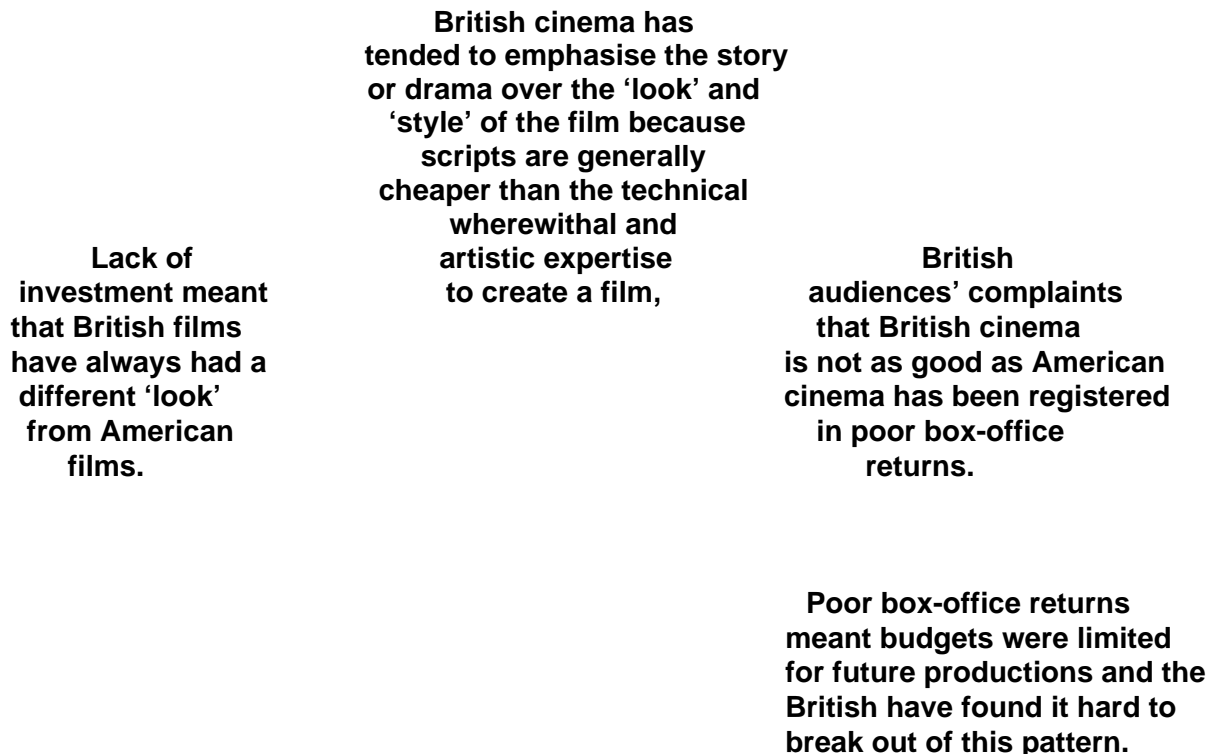 Lack of
investment meant
that British films
have always had a
different ‘look’
from American
films.
British cinema has
tended to emphasise the story
or drama over the ‘look’ and
‘style’ of the film because
scripts are generally
cheaper than the technical
wherewithal and
artistic expertise
to create a film,
British
audiences’ complaints
that British cinema
is not as good as American
cinema has been registered
in poor box-office
returns.
Poor box-office returns
meant budgets were limited
for future productions and the
British have found it hard to
break out of this pattern.